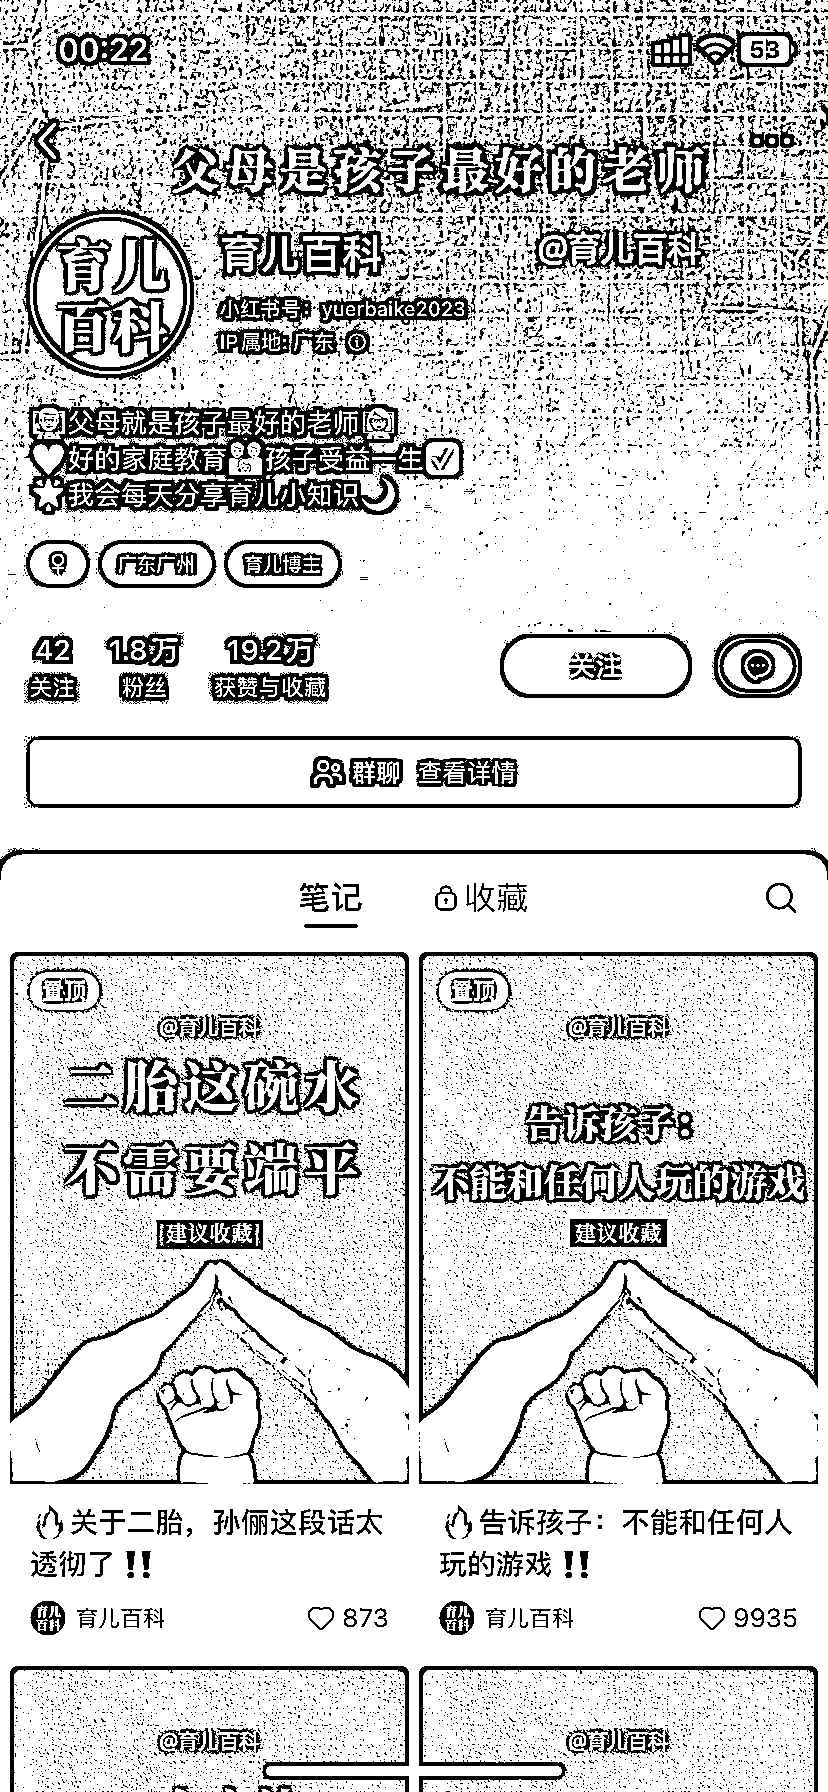 00:22
53
父母是孩子最好的老师
育儿百科
育儿百科
@育儿百科
小红书号：yuerbaike2023
IP属地：广东
父母就是孩子最好的老师
好的家庭教育孩子受益一生
我会每天分享育儿小知识
广东广州
育儿博主
42 1.8万 19.2万
关注 粉丝 获赞与收藏
关注
群聊 查看详情
笔记 收藏
置顶
@育儿百科
二胎这碗水
不需要端平
[建议收藏]
🔥关于二胎，孙俪这段话太
透彻了‼️
育儿百科
873
置顶
@育儿百科
告诉孩子：
不能和任何人玩的游戏
建议收藏
🔥告诉孩子：不能和任何人
玩的游戏‼️
育儿百科
9935
@育儿百科
@育儿百科